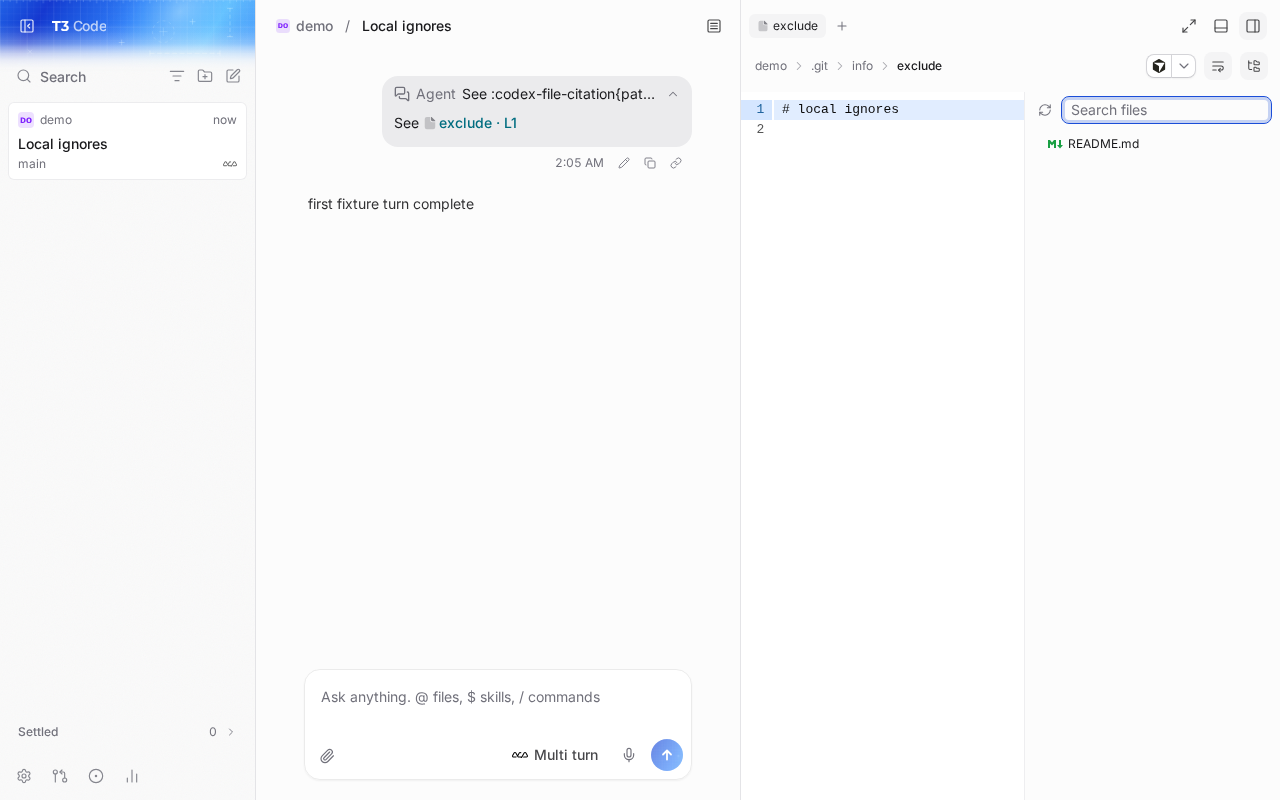 T3 Code
Search
DO demo now
Local ignores
main
Settled 0
DO demo / Local ignores
Agent See :codex-file-citation{pat...
See exclude · L1
2:05 AM
first fixture turn complete
Ask anything. @ files, $ skills, / commands
Multi turn
exclude
demo > .git > info > exclude
1 # local ignores
2
Search files
M↓ README.md